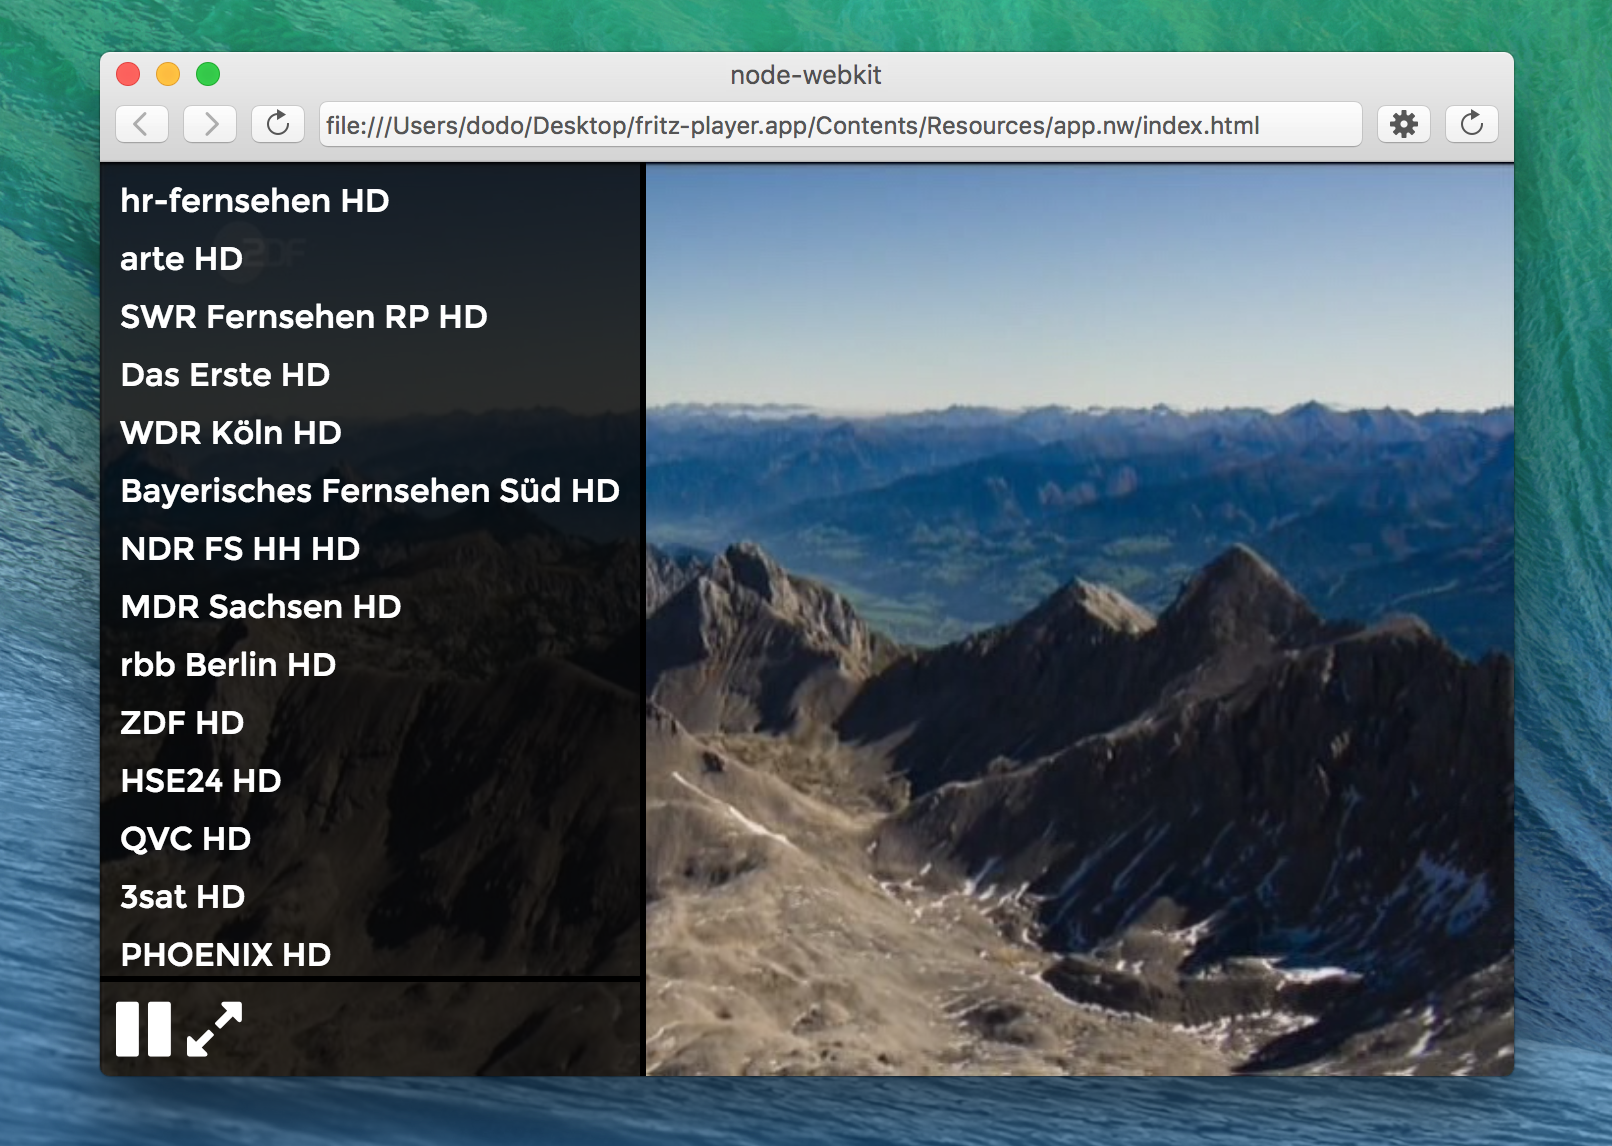 node-webkit
file:///Users/dodo/Desktop/fritz-player.app/Contents/Resources/app.nw/index.html
hr-fernsehen HD
2DF
arte HD
SWR Fernsehen RP HD
Das Erste HD
WDR Köln HD
Bayerisches Fernsehen Süd HD
NDR FS HH HD
MDR Sachsen HD
rbb Berlin HD
ZDF HD
HSE24 HD
QVC HD
3sat HD
PHOENIX HD